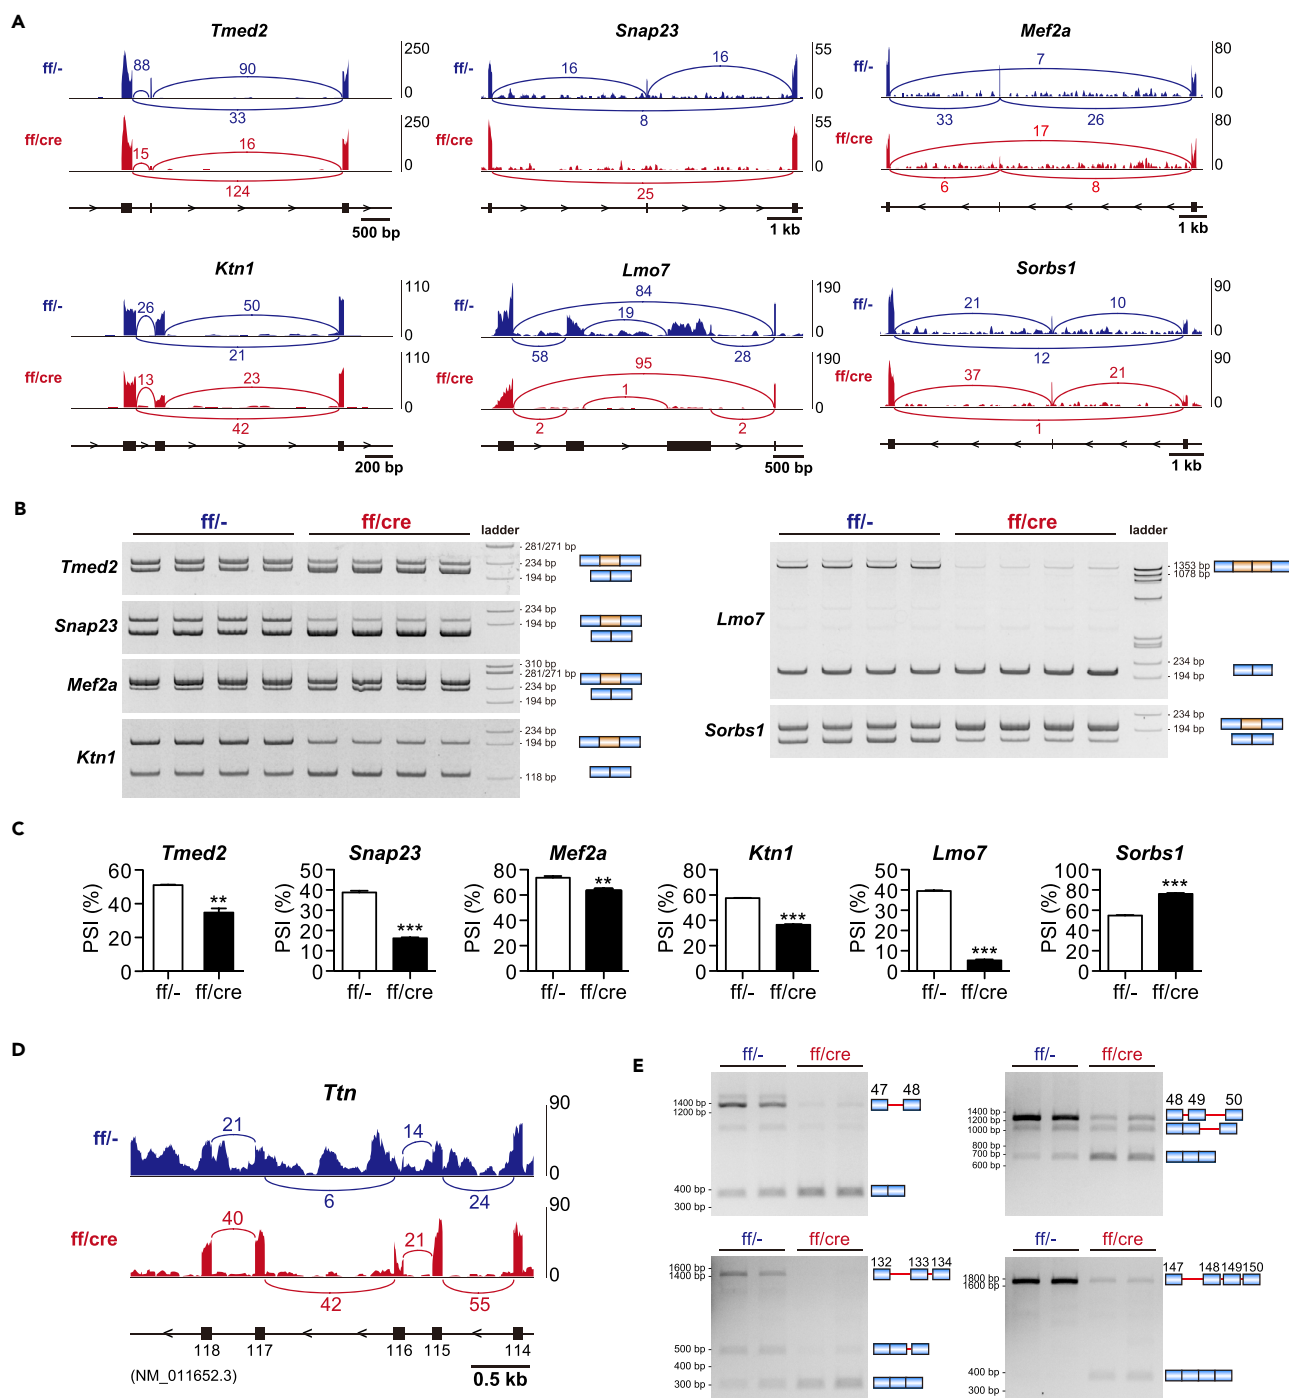 A
Tmed2
Snap23
Mef2a
ff/-
88
90
33
250
0
16
16
8
55
0
7
33
26
80
0
ff/cre
15
16
124
250
0
ff/cre
25
55
0
ff/cre
17
6
8
80
0
ff/-
ff/-
500 bp
1 kb
1 kb
Ktn1
Lmo7
Sorbs1
ff/-
26
50
21
110
0
ff/-
84
19
58
28
190
0
ff/-
21
10
12
90
0
ff/cre
13
23
42
110
0
ff/cre
95
1
2
2
190
0
ff/cre
37
21
1
90
0
200 bp
500 bp
1 kb
B
ff/-
ff/cre
ladder
Tmed2
281/271 bp
234 bp
194 bp
Snap23
234 bp
194 bp
Mef2a
310 bp
281/271 bp
234 bp
194 bp
Ktn1
234 bp
194 bp
118 bp
ff/-
ff/cre
ladder
Lmo7
1353 bp
1078 bp
234 bp
194 bp
Sorbs1
234 bp
194 bp
C
Tmed2
PSI (%)
60
40
20
0
**
ff/-
ff/cre
Snap23
PSI (%)
50
40
30
20
10
0
***
ff/-
ff/cre
Mef2a
PSI (%)
80
60
40
20
0
**
ff/-
ff/cre
Ktn1
PSI (%)
80
60
40
20
0
***
ff/-
ff/cre
Lmo7
PSI (%)
50
40
30
20
10
0
***
ff/-
ff/cre
Sorbs1
PSI (%)
100
80
60
40
20
0
***
ff/-
ff/cre
D
Ttn
ff/-
21
14
6
24
90
0
ff/cre
40
21
42
55
90
0
118
117
116
115
114
(NM_011652.3)
0.5 kb
E
ff/-
ff/cre
1400 bp
1200 bp
400 bp
300 bp
47
48
ff/-
ff/cre
1400 bp
1200 bp
1000 bp
800 bp
700 bp
600 bp
48
49
50
ff/-
ff/cre
1600 bp
1400 bp
500 bp
400 bp
300 bp
132
133
134
ff/-
ff/cre
1800 bp
1600 bp
400 bp
300 bp
147
148
149
150